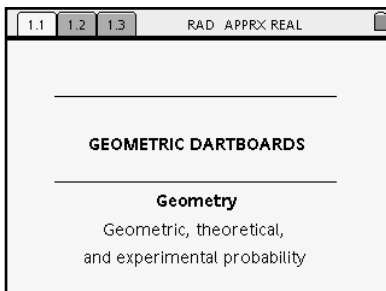 1.1 1.2 1.3 RAD APPRX REAL
GEOMETRIC DARTBOARDS
Geometry
Geometric, theoretical,
and experimental probability